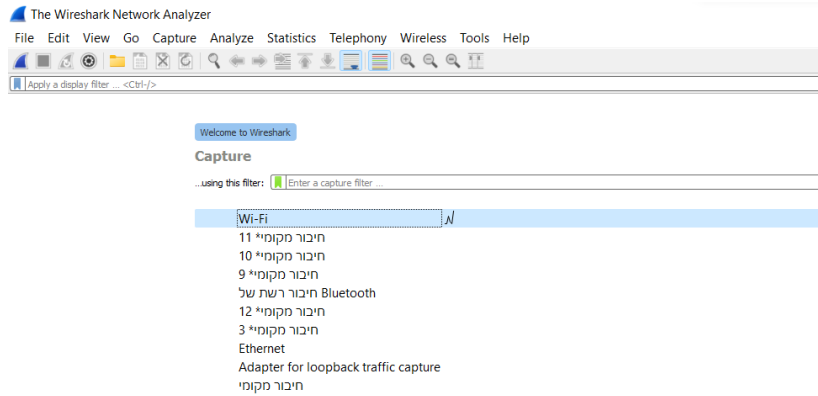 The Wireshark Network Analyzer
File Edit View Go Capture Analyze Statistics Telephony Wireless Tools Help
Apply a display filter ... <Ctrl-/>
Welcome to Wireshark
Capture
...using this filter: Enter a capture filter ...
Wi-Fi
חיבור מקומי* 11
חיבור מקומי* 10
חיבור מקומי* 9
חיבור רשת של Bluetooth
חיבור מקומי* 12
חיבור מקומי* 3
Ethernet
Adapter for loopback traffic capture
חיבור מקומי